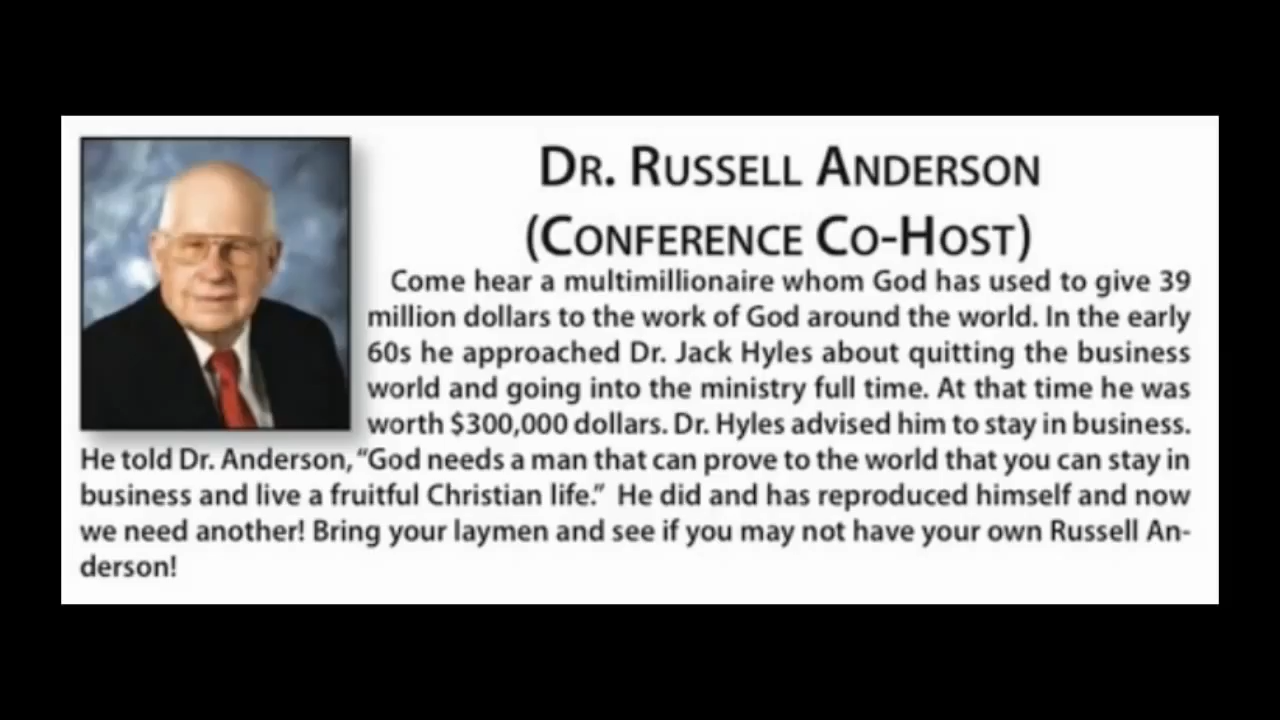 DR. RUSSELL ANDERSON
(CONFERENCE CO-HOST)
Come hear a multimillionaire whom God has used to give 39
million dollars to the work of God around the world. In the early
60s he approached Dr. Jack Hyles about quitting the business
world and going into the ministry full time. At that time he was
worth $300,000 dollars. Dr. Hyles advised him to stay in business.
He told Dr. Anderson, “God needs a man that can prove to the world that you can stay in
business and live a fruitful Christian life.” He did and has reproduced himself and now
we need another! Bring your laymen and see if you may not have your own Russell An-
derson!